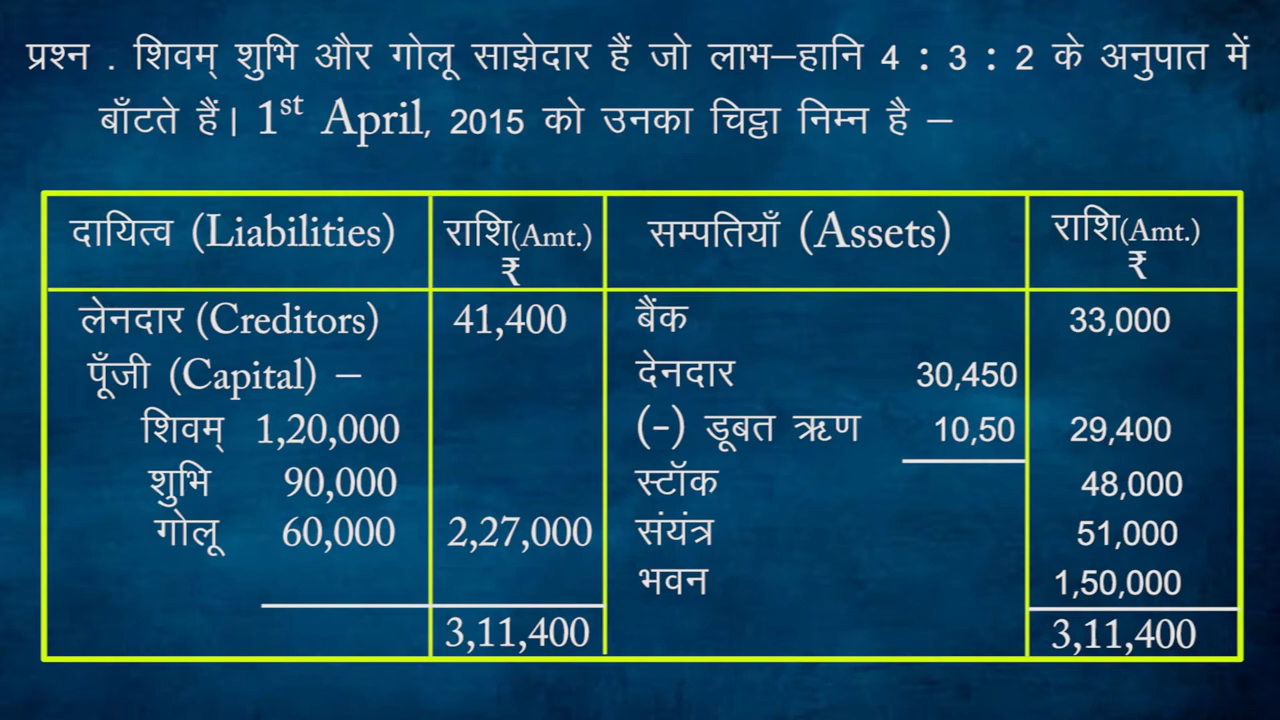 प्रश्न . शिवम् शुभि और गोलू साझेदार हैं जो लाभ–हानि 4 : 3 : 2 के अनुपात में
बाँटते हैं। 1st April, 2015 को उनका चिट्ठा निम्न है –
दायित्व (Liabilities) राशि(Amt.) ₹ सम्पतियाँ (Assets) राशि(Amt.) ₹
लेनदार (Creditors) 41,400 बैंक 33,000
पूँजी (Capital) – देनदार 30,450
शिवम् 1,20,000 (-) डूबत ऋण 10,50 29,400
शुभि 90,000 स्टॉक 48,000
गोलू 60,000 2,27,000 संयंत्र 51,000
भवन 1,50,000
3,11,400 3,11,400